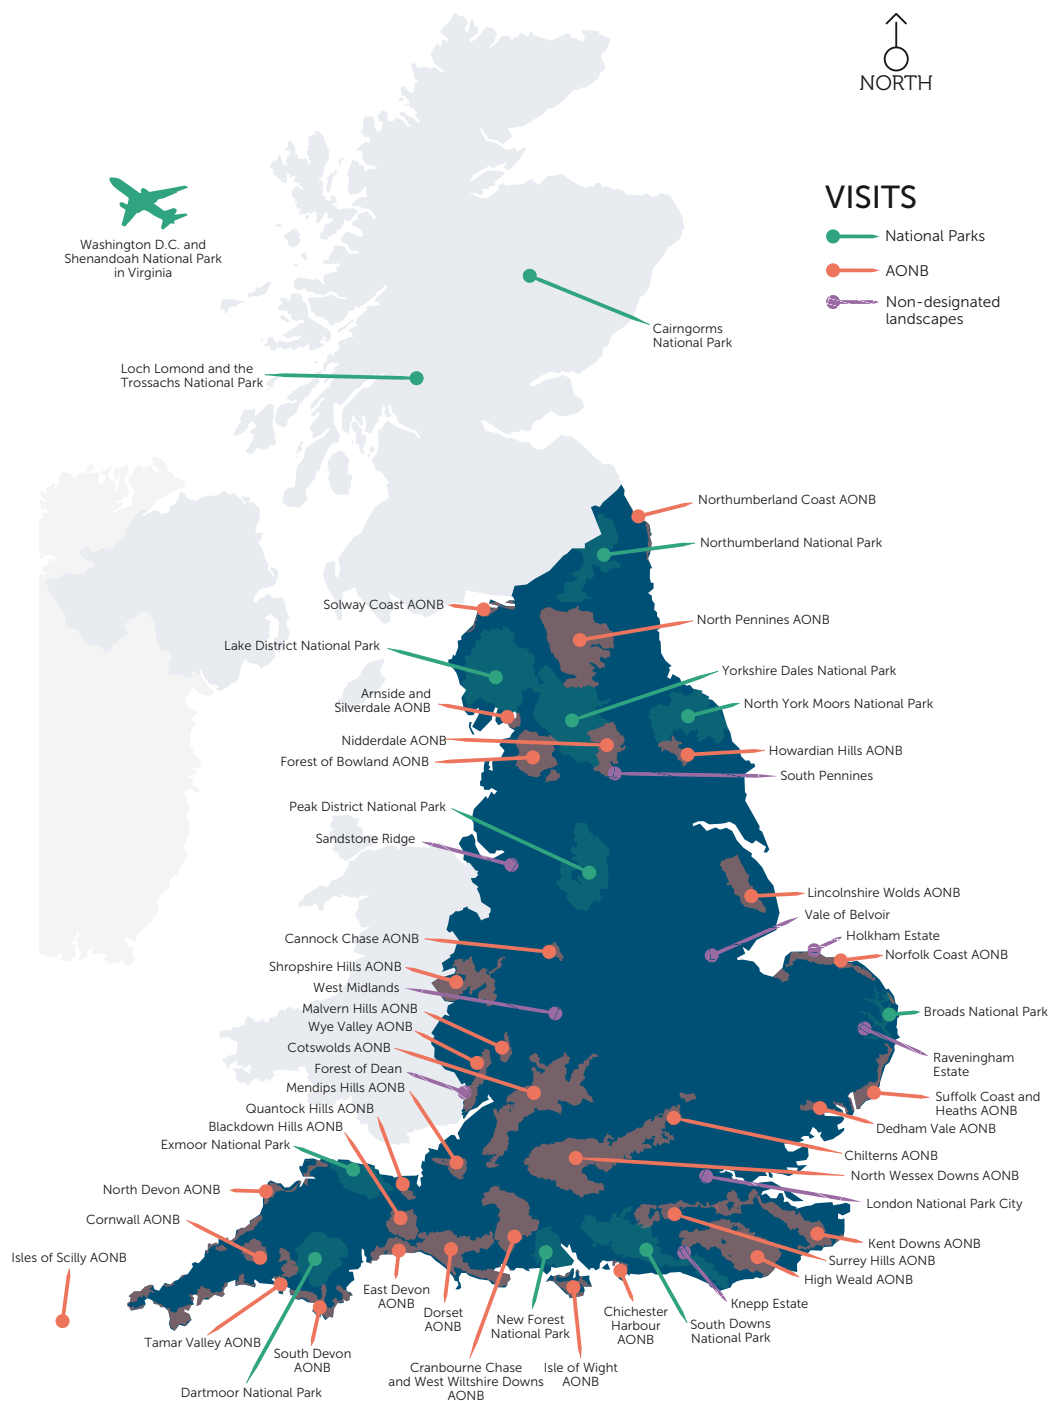 NORTH
VISITS
National Parks
AONB
Non-designated
landscapes
Washington D.C. and
Shenandoah National Park
in Virginia
Cairngorms
National Park
Loch Lomond and the
Trossachs National Park
Northumberland Coast AONB
Northumberland National Park
Solway Coast AONB
North Pennines AONB
Lake District National Park
Yorkshire Dales National Park
Arnside and
Silverdale AONB
North York Moors National Park
Nidderdale AONB
Howardian Hills AONB
Forest of Bowland AONB
South Pennines
Peak District National Park
Sandstone Ridge
Lincolnshire Wolds AONB
Vale of Belvoir
Holkham Estate
Cannock Chase AONB
Norfolk Coast AONB
Shropshire Hills AONB
West Midlands
Malvern Hills AONB
Broads National Park
Wye Valley AONB
Cotswolds AONB
Raveningham
Estate
Forest of Dean
Mendips Hills AONB
Suffolk Coast and
Heaths AONB
Quantock Hills AONB
Dedham Vale AONB
Blackdown Hills AONB
Exmoor National Park
Chilterns AONB
North Wessex Downs AONB
North Devon AONB
London National Park City
Cornwall AONB
Kent Downs AONB
Isles of Scilly AONB
Surrey Hills AONB
High Weald AONB
East Devon
AONB
Knepp Estate
Dorset
AONB
New Forest
National Park
Chichester
Harbour
AONB
South Downs
National Park
Tamar Valley AONB
South Devon
AONB
Cranbourne Chase
and West Wiltshire Downs
AONB
Isle of Wight
AONB
Dartmoor National Park